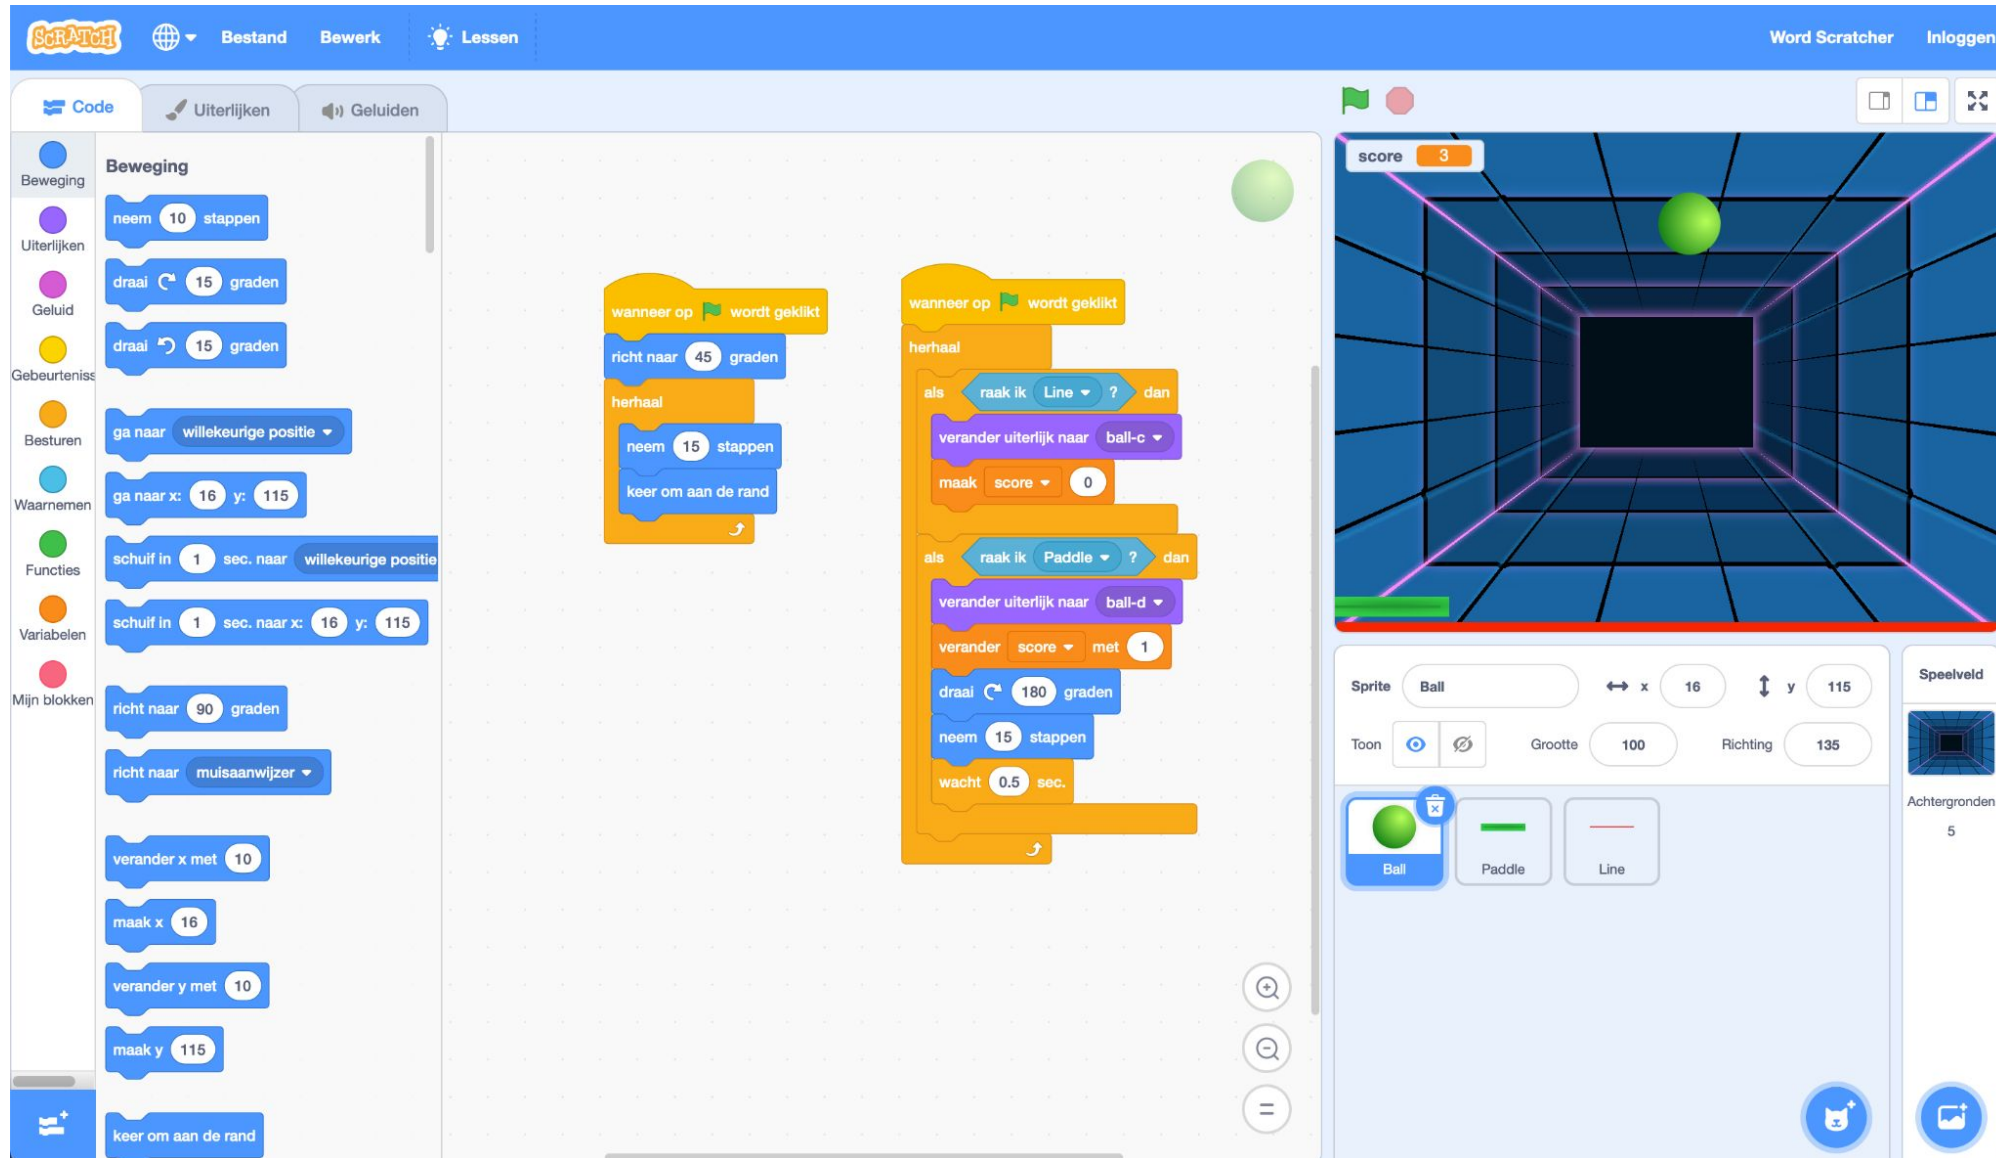 SCRATCH Bestand Bewerk Lessen Word Scratcher Inloggen
Code Uiterlijken Geluiden
Beweging
Uiterlijken
Geluid
Gebeurteniss
Besturen
Waarnemen
Functies
Variabelen
Mijn blokken
Beweging
neem 10 stappen
draai 15 graden
draai 15 graden
ga naar willekeurige positie
ga naar x: 16 y: 115
schuif in 1 sec. naar willekeurige positie
schuif in 1 sec. naar x: 16 y: 115
richt naar 90 graden
richt naar muisaanwijzer
verander x met 10
maak x 16
verander y met 10
maak y 115
keer om aan de rand
wanneer op wordt geklikt
richt naar 45 graden
herhaal
neem 15 stappen
keer om aan de rand
wanneer op wordt geklikt
herhaal
als raak ik Line ? dan
verander uiterlijk naar ball-c
maak score 0
als raak ik Paddle ? dan
verander uiterlijk naar ball-d
verander score met 1
draai 180 graden
neem 15 stappen
wacht 0.5 sec.
score 3
Sprite Ball x 16 y 115
Toon Grootte 100 Richting 135
Ball Paddle Line
Speelveld
Achtergronden
5